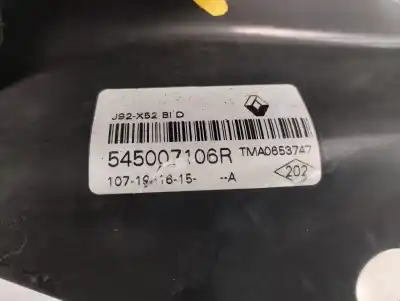 J92-X52 BI D
545007106R TMA0653747
107-19-16-15- --A 202